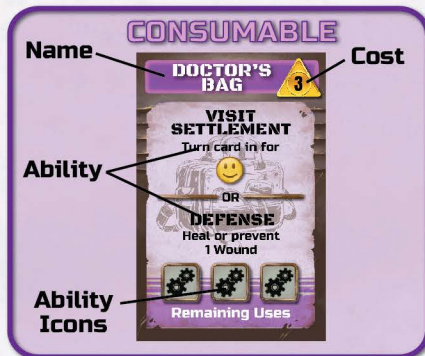 CONSUMABLE
Name
Cost
DOCTOR'S
BAG
3
VISIT
SETTLEMENT
Turn card in for
Ability
OR
DEFENSE
Heal or prevent
1 Wound
Ability
Icons
Remaining Uses